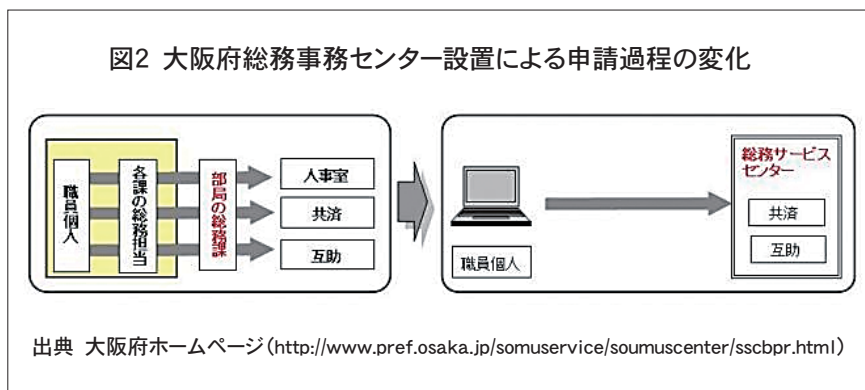 図2 大阪府総務事務センター設置による申請過程の変化
職員個人
各課の総務担当
部局の総務課
人事室
共済
互助
職員個人
総務サービス
センター
共済
互助
出典 大阪府ホームページ(http://www.pref.osaka.jp/somuservice/soumuscenter/sscbpr.html)